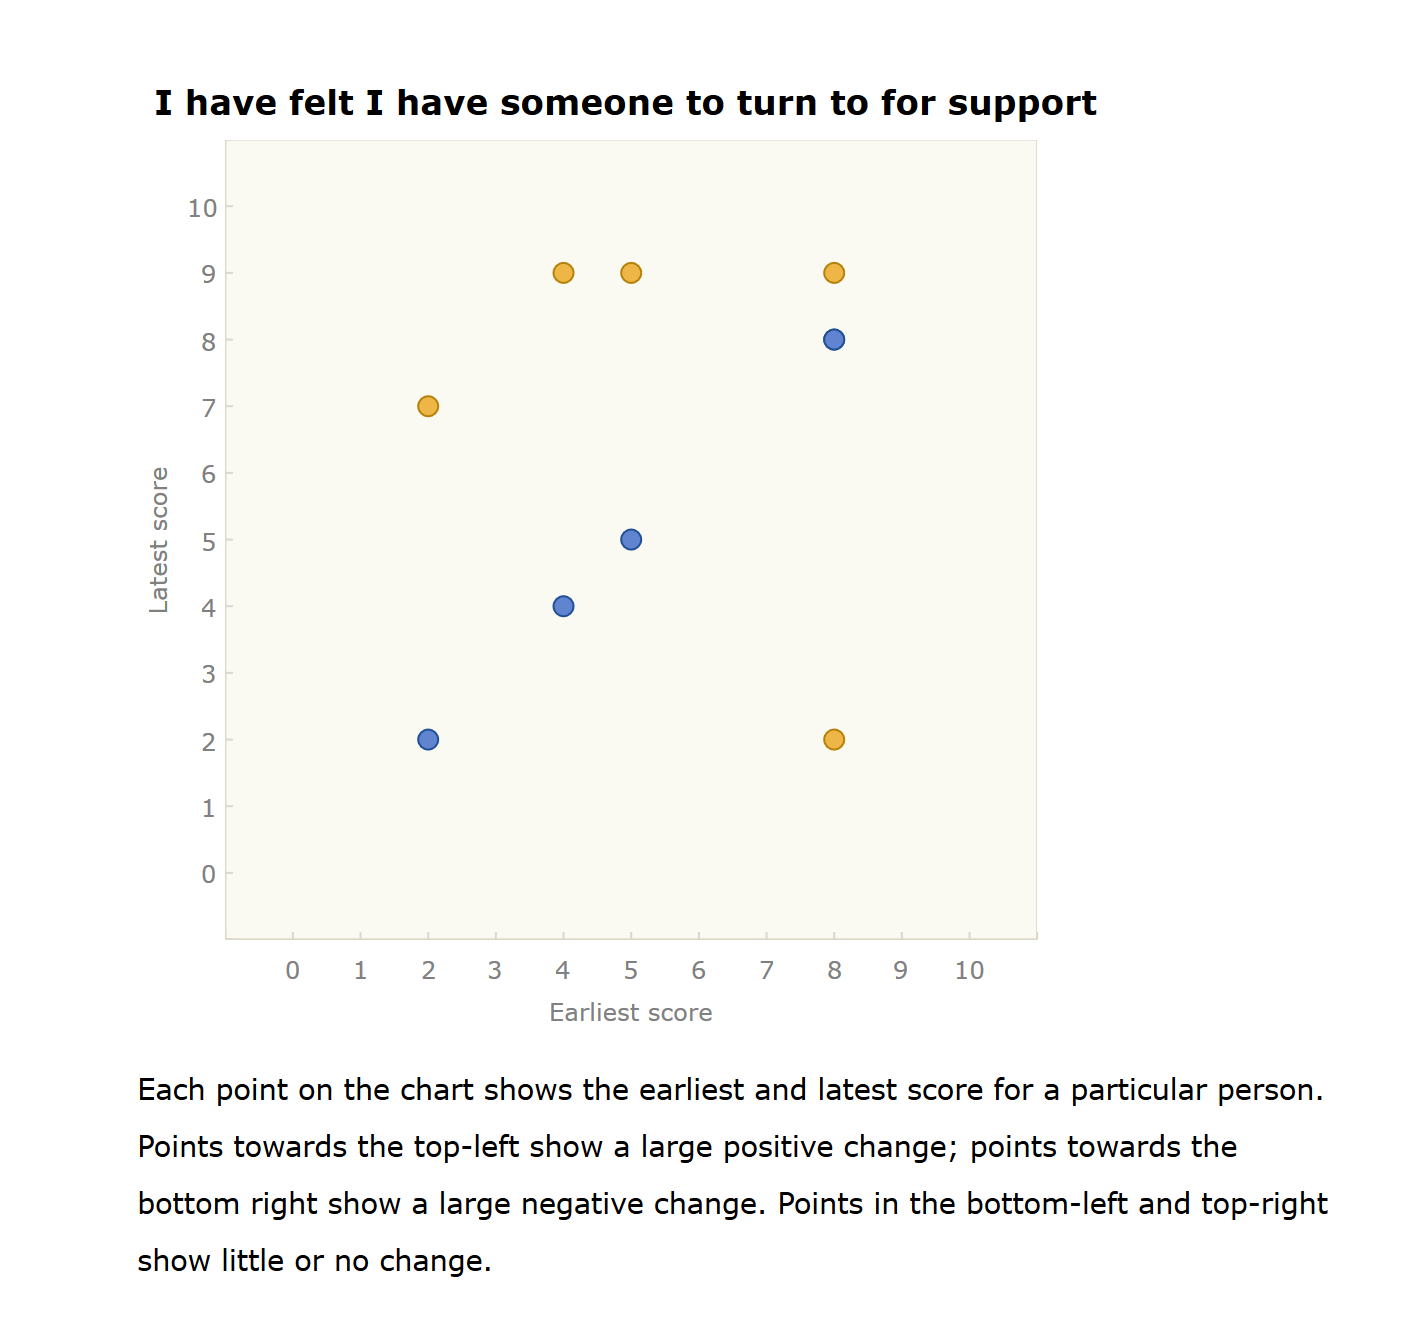 I have felt I have someone to turn to for support
10
9
8
7
6
5
4
3
2
1
0
Latest score
0 1 2 3 4 5 6 7 8 9 10
Earliest score
Each point on the chart shows the earliest and latest score for a particular person.
Points towards the top-left show a large positive change; points towards the
bottom right show a large negative change. Points in the bottom-left and top-right
show little or no change.